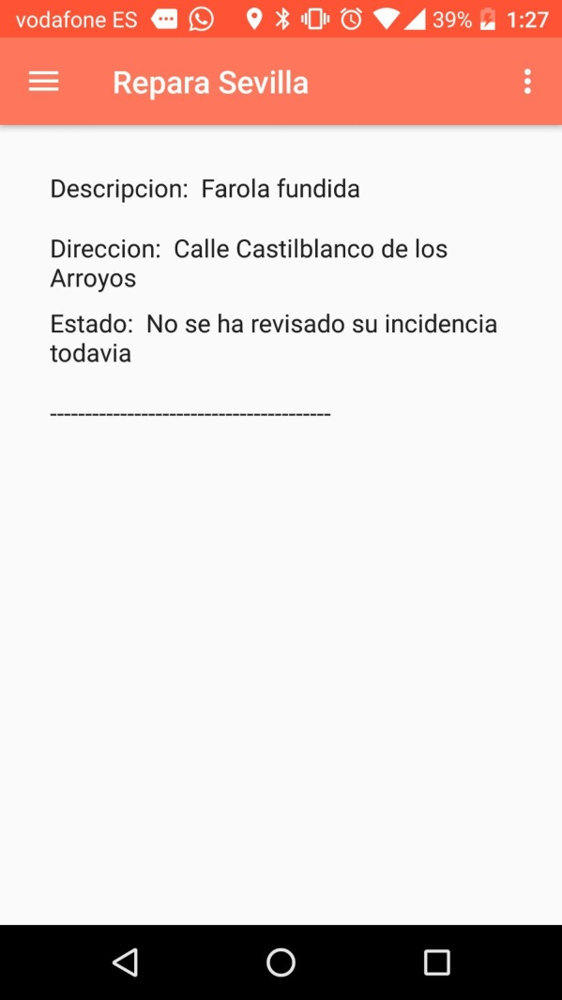 vodafone ES 39% 1:27
Repara Sevilla
Descripcion: Farola fundida
Direccion: Calle Castilblanco de los
Arroyos
Estado: No se ha revisado su incidencia
todavia
----------------------------------------